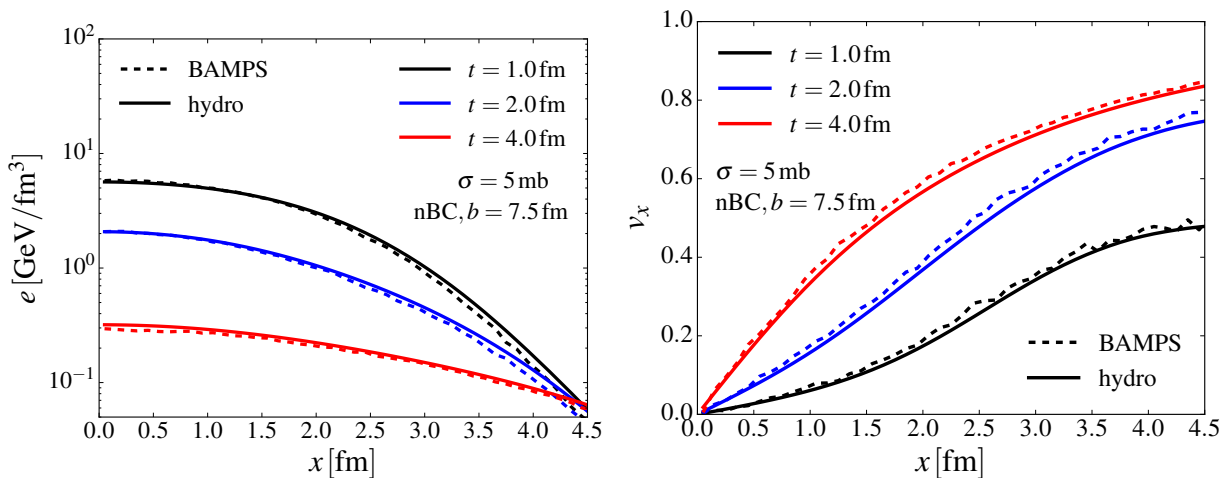 10²
10¹
10⁰
10⁻¹
e [GeV/fm³]
BAMPS
hydro
t = 1.0 fm
t = 2.0 fm
t = 4.0 fm
σ = 5 mb
nBC, b = 7.5 fm
0.0 0.5 1.0 1.5 2.0 2.5 3.0 3.5 4.0 4.5
x [fm]
1.0
0.8
0.6
0.4
0.2
0.0
v_x
t = 1.0 fm
t = 2.0 fm
t = 4.0 fm
σ = 5 mb
nBC, b = 7.5 fm
BAMPS
hydro
0.0 0.5 1.0 1.5 2.0 2.5 3.0 3.5 4.0 4.5
x [fm]